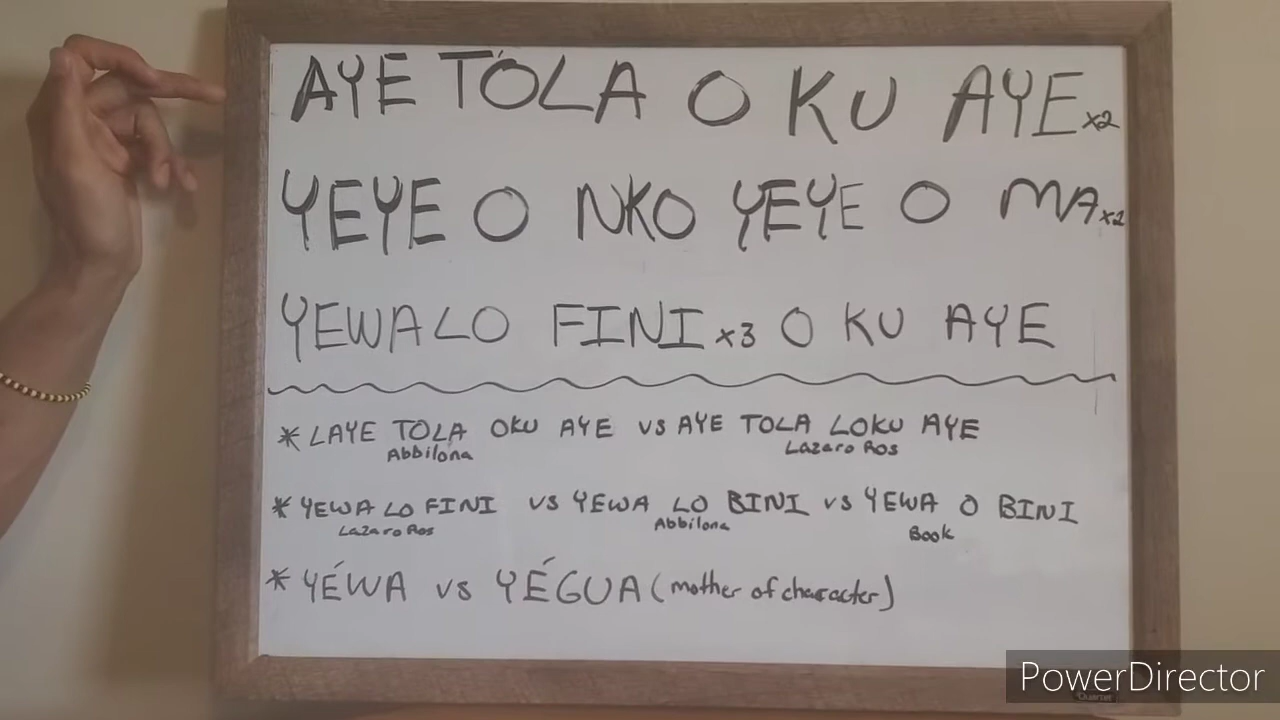 AYE TÓLA O KU AYE x2
YEYE O NKO YEYE O MA x2
YEWALO FINI x3 O KU AYE
* LAYE TOLA OKU AYE VS AYE TOLA LOKU AYE
Abbilona Lazaro Ros
* YEWA LO FINI VS YEWA LO BINI VS YEWA O BINI
Lazaro Ros Abbilona Book
* YÉWA VS YÉGUA (mother of character)
PowerDirector
Quartet